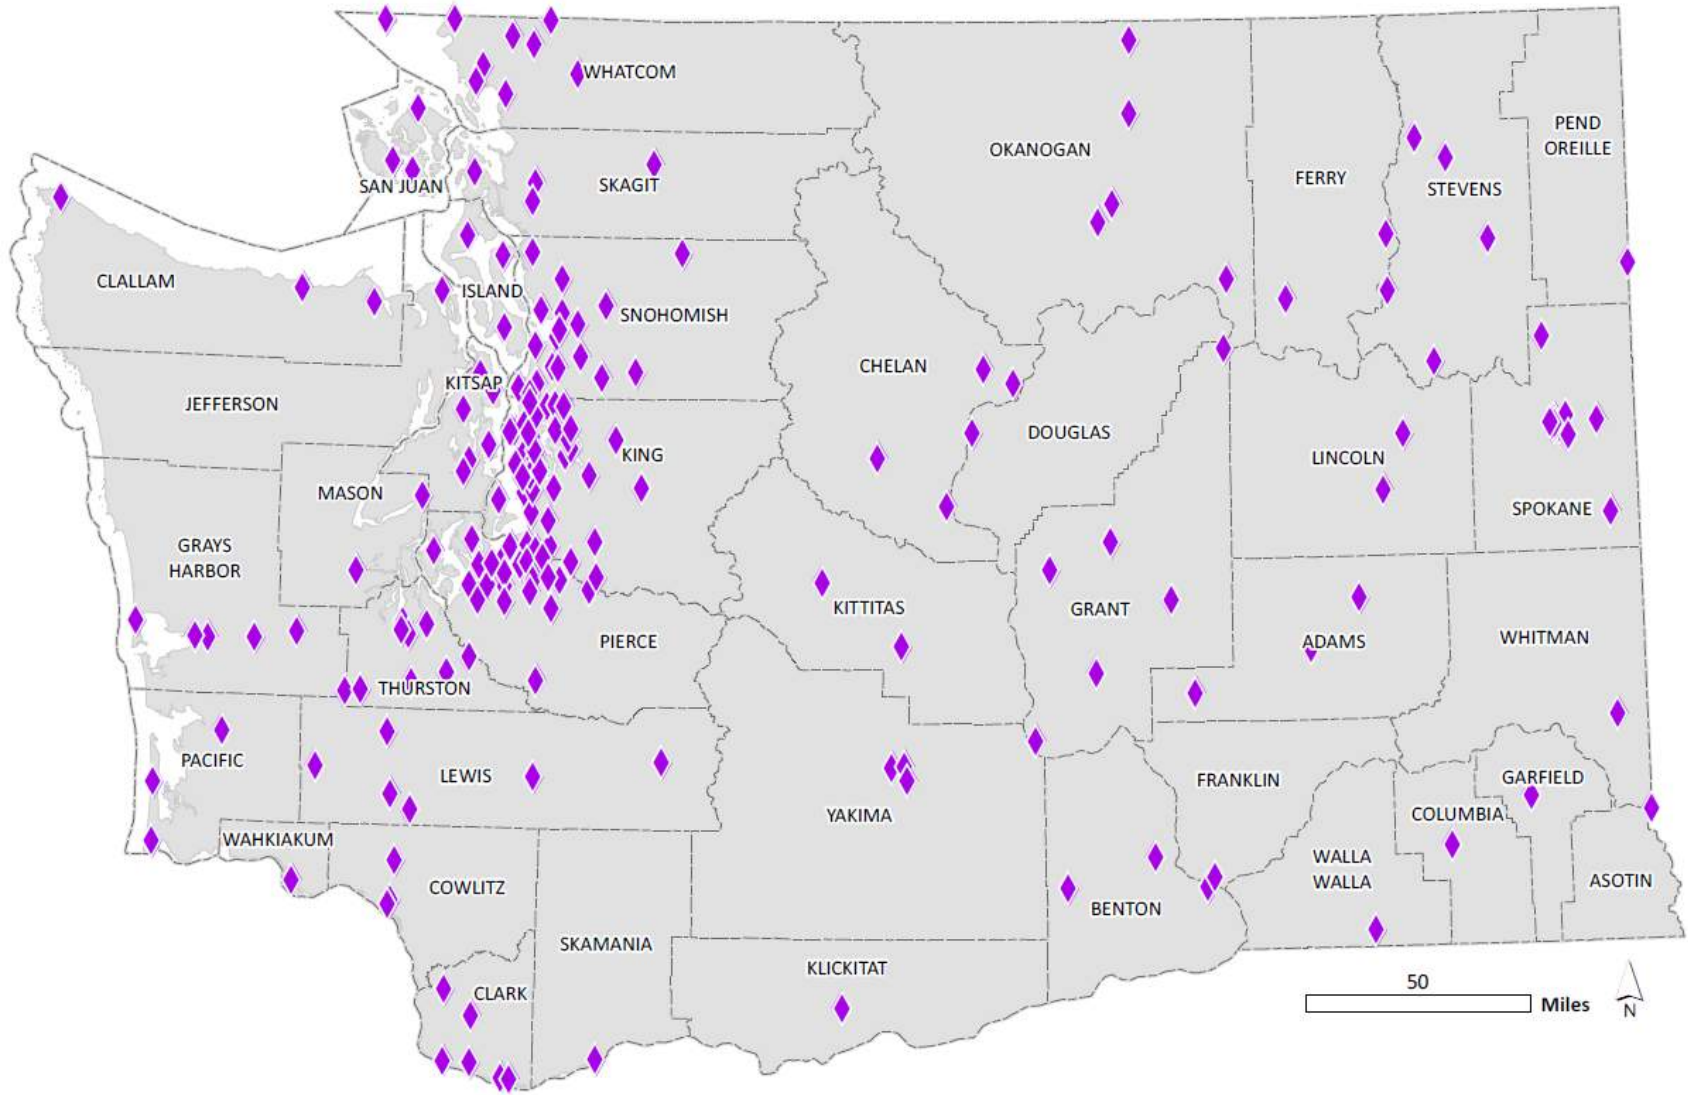 WHATCOM
OKANOGAN
PEND
OREILLE
FERRY
STEVENS
SAN JUAN
SKAGIT
CLALLAM
ISLAND
SNOHOMISH
CHELAN
KITSAP
JEFFERSON
DOUGLAS
KING
LINCOLN
MASON
SPOKANE
GRAYS
HARBOR
KITTITAS
GRANT
ADAMS
WHITMAN
PIERCE
THURSTON
PACIFIC
LEWIS
FRANKLIN
GARFIELD
YAKIMA
COLUMBIA
WAHKIAKUM
WALLA
WALLA
COWLITZ
BENTON
ASOTIN
SKAMANIA
KLICKITAT
CLARK
50
Miles
N